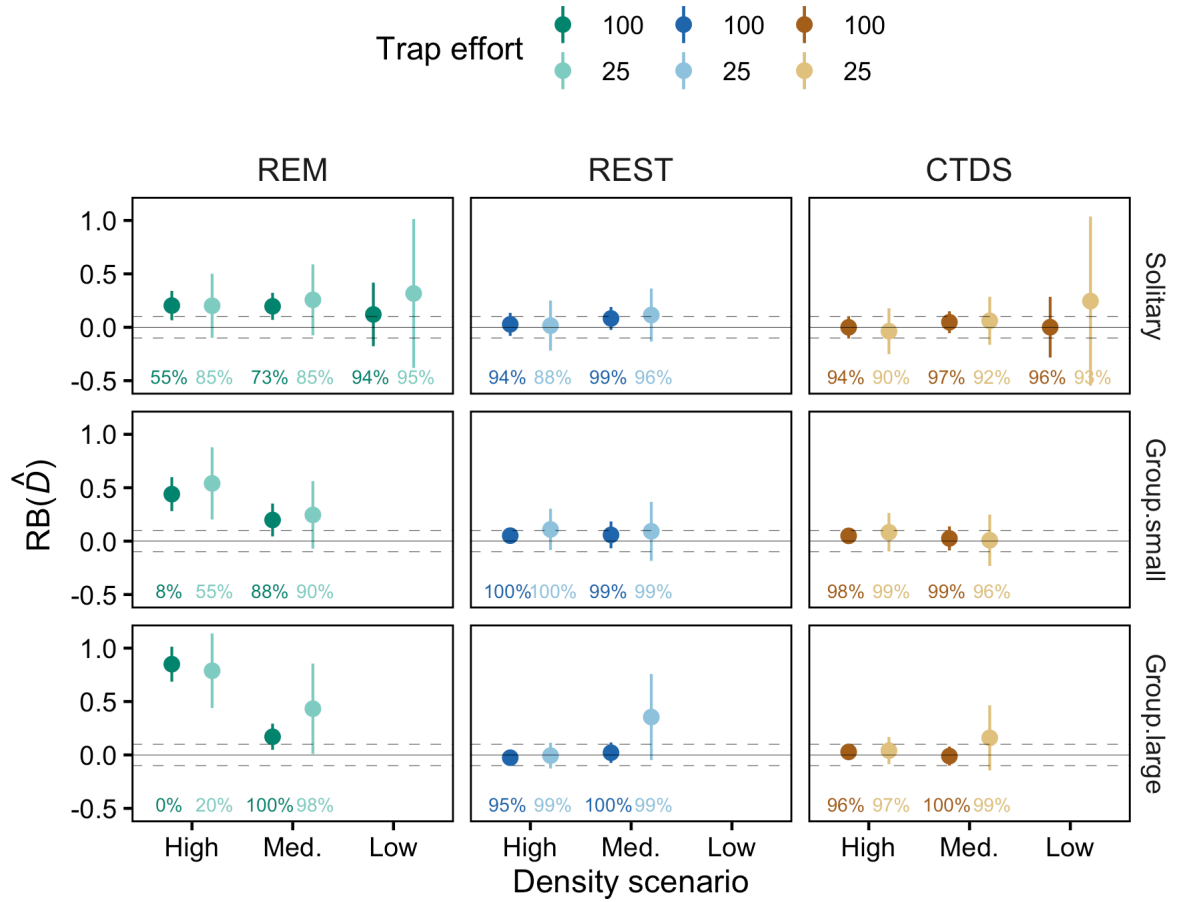 Trap effort
100 100 100
25 25 25
REM REST CTDS
1.0
0.5
0.0
-0.5
55% 85% 73% 85% 94% 95%
94% 88% 99% 96%
94% 90% 97% 92% 96% 93%
Solitary
RB(D̂)
1.0
0.5
0.0
-0.5
8% 55% 88% 90%
100% 100% 99% 99%
98% 99% 99% 96%
Group.small
1.0
0.5
0.0
-0.5
0% 20% 100% 98%
95% 99% 100% 99%
96% 97% 100% 99%
Group.large
High Med. Low High Med. Low High Med. Low
Density scenario